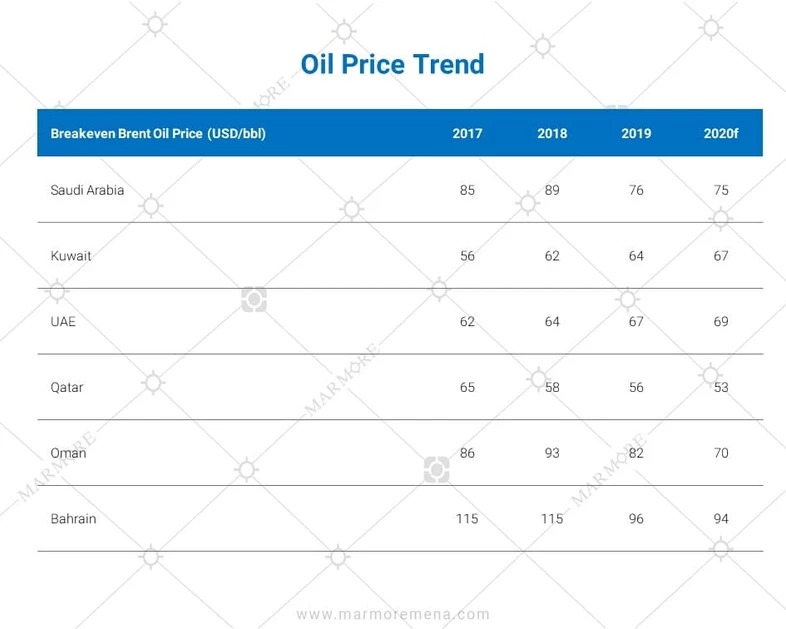 Oil Price Trend
Breakeven Brent Oil Price (USD/bbl) 2017 2018 2019 2020f
Saudi Arabia 85 89 76 75
Kuwait 56 62 64 67
UAE 62 64 67 69
Qatar 65 58 56 53
Oman 86 93 82 70
Bahrain 115 115 96 94
www.marmoremena.com
MARMORE
MARMORE
MARMORE